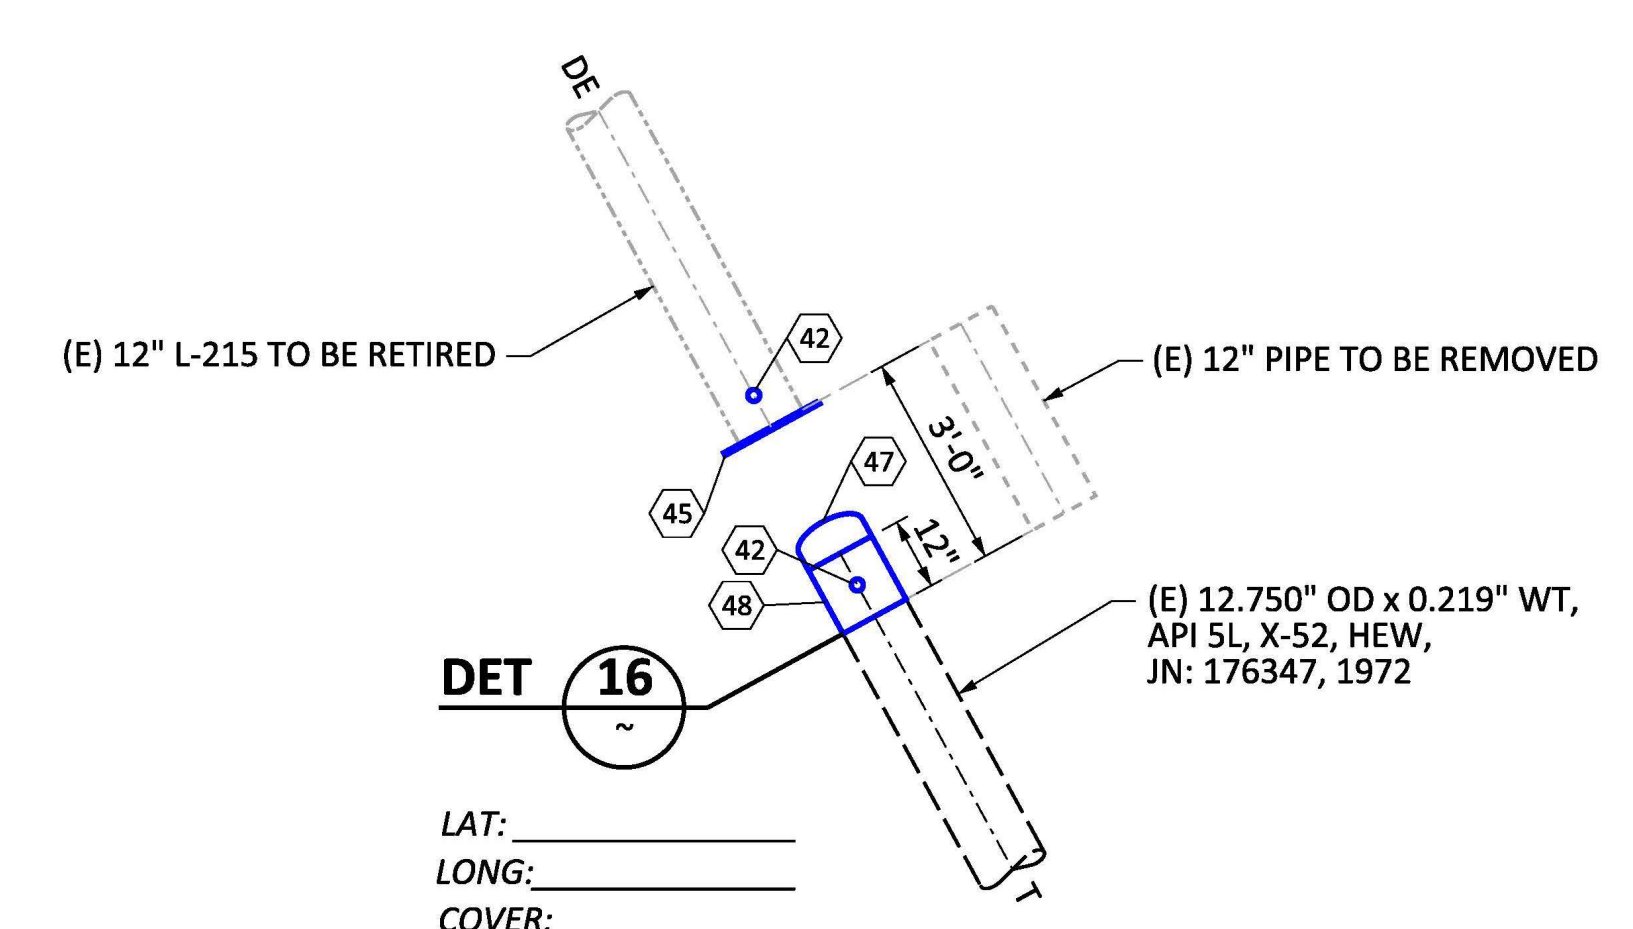 DE
(E) 12" L-215 TO BE RETIRED
42
(E) 12" PIPE TO BE REMOVED
3'-0"
47
45
12"
42
48
(E) 12.750" OD x 0.219" WT,
API 5L, X-52, HEW,
JN: 176347, 1972
DET 16
~
LAT:
LONG:
COVER:
T